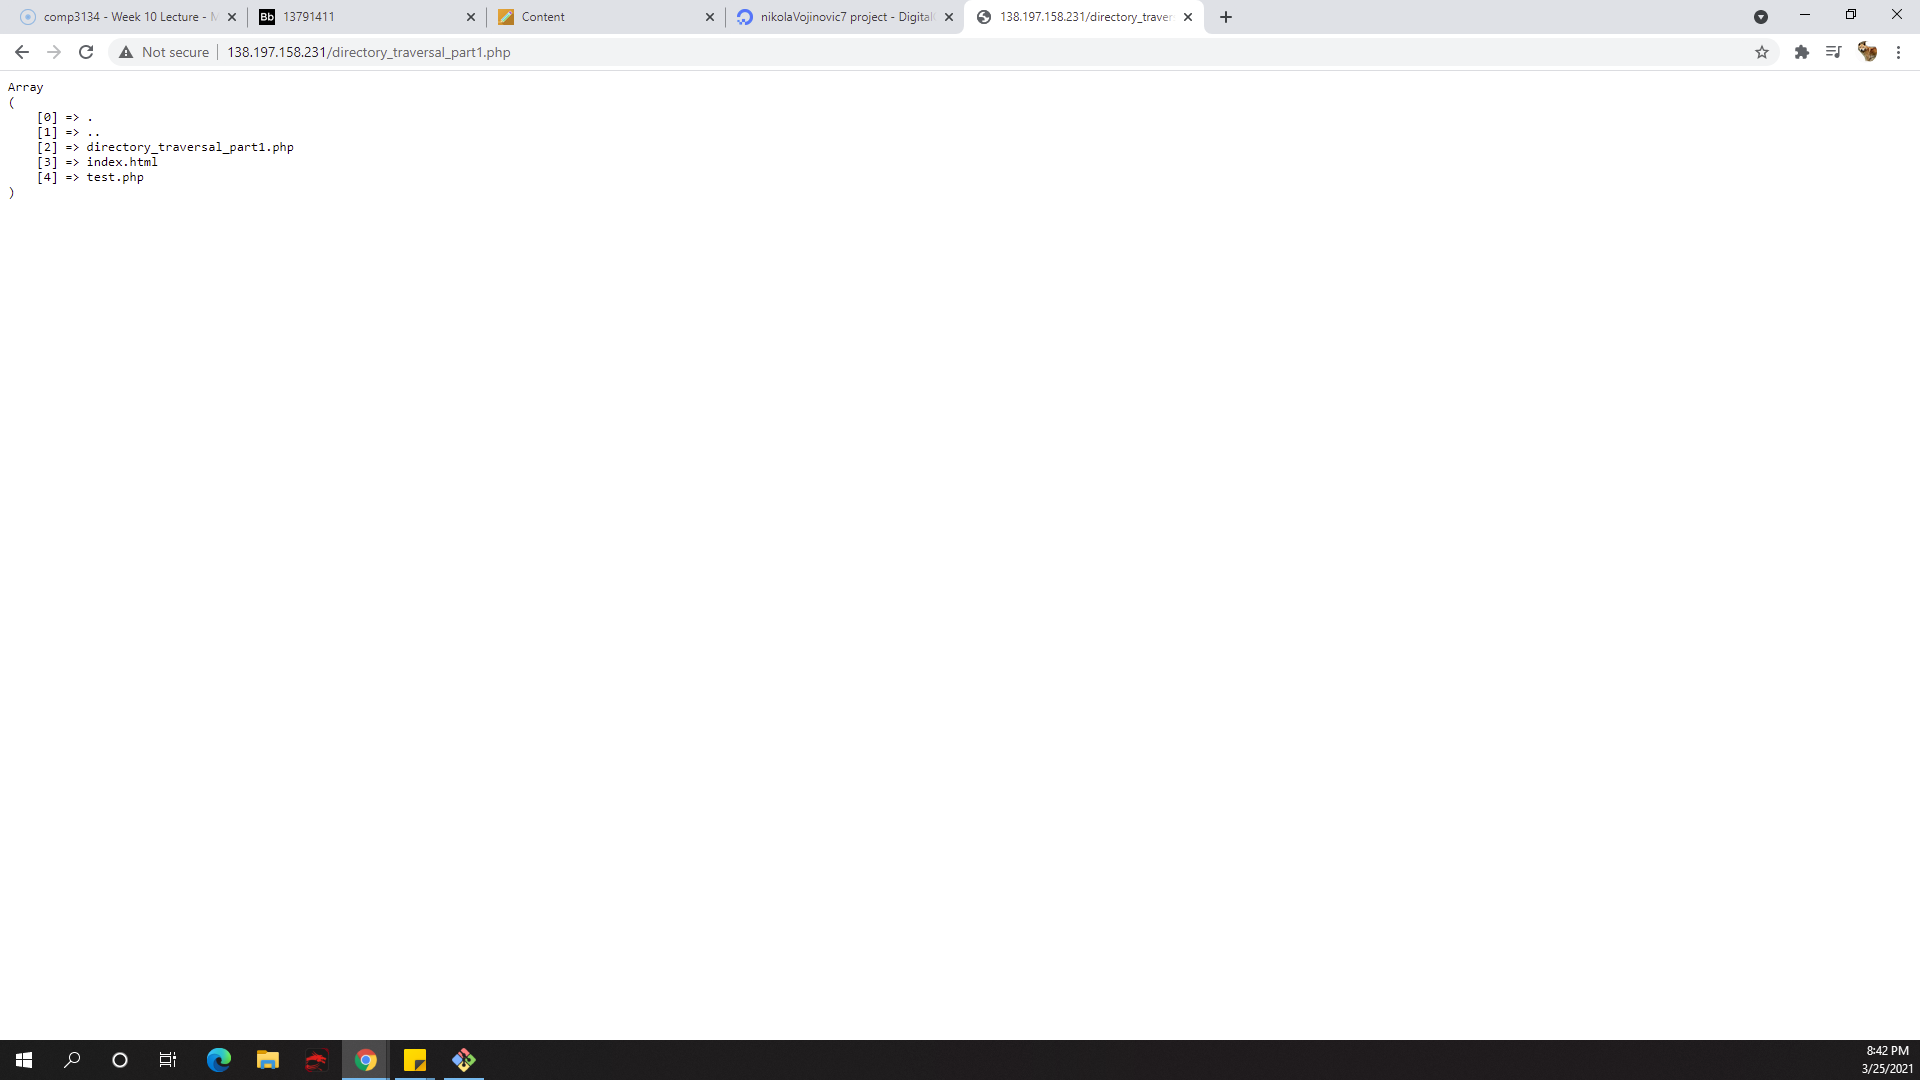 comp3134 - Week 10 Lecture - M
Bb 13791411
Content
nikolaVojinovic7 project - Digital
138.197.158.231/directory_traver
Not secure 138.197.158.231/directory_traversal_part1.php
Array
(
[0] => .
[1] => ..
[2] => directory_traversal_part1.php
[3] => index.html
[4] => test.php
)
8:42 PM
3/25/2021